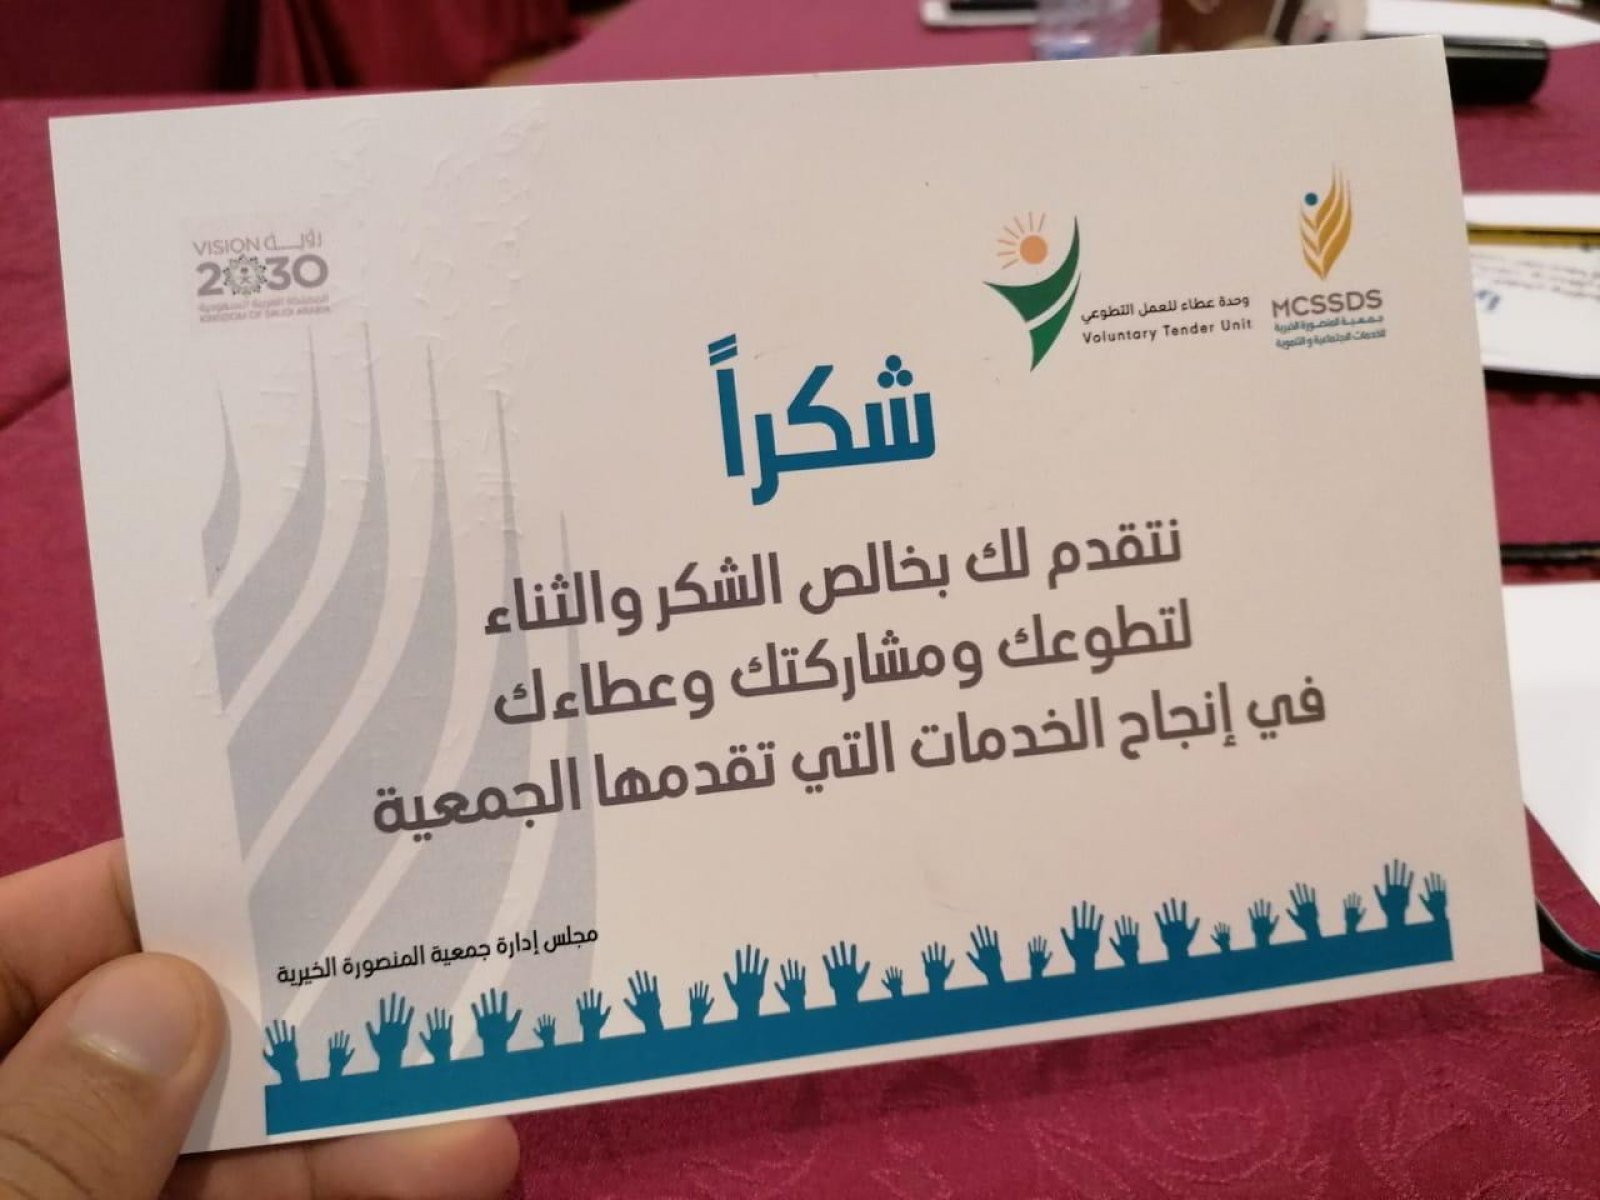 VISION رؤيـــة
2030
المملكة العربية السعودية
KINGDOM OF SAUDI ARABIA
وحدة عطاء للعمل التطوعي
Voluntary Tender Unit
MCSSDS
جمعية المنصورة الخيرية
للخدمات الاجتماعية و التنموية
شكراً
نتقدم لك بخالص الشكر والثناء
لتطوعك ومشاركتك وعطاءك
في إنجاح الخدمات التي تقدمها الجمعية
مجلس إدارة جمعية المنصورة الخيرية